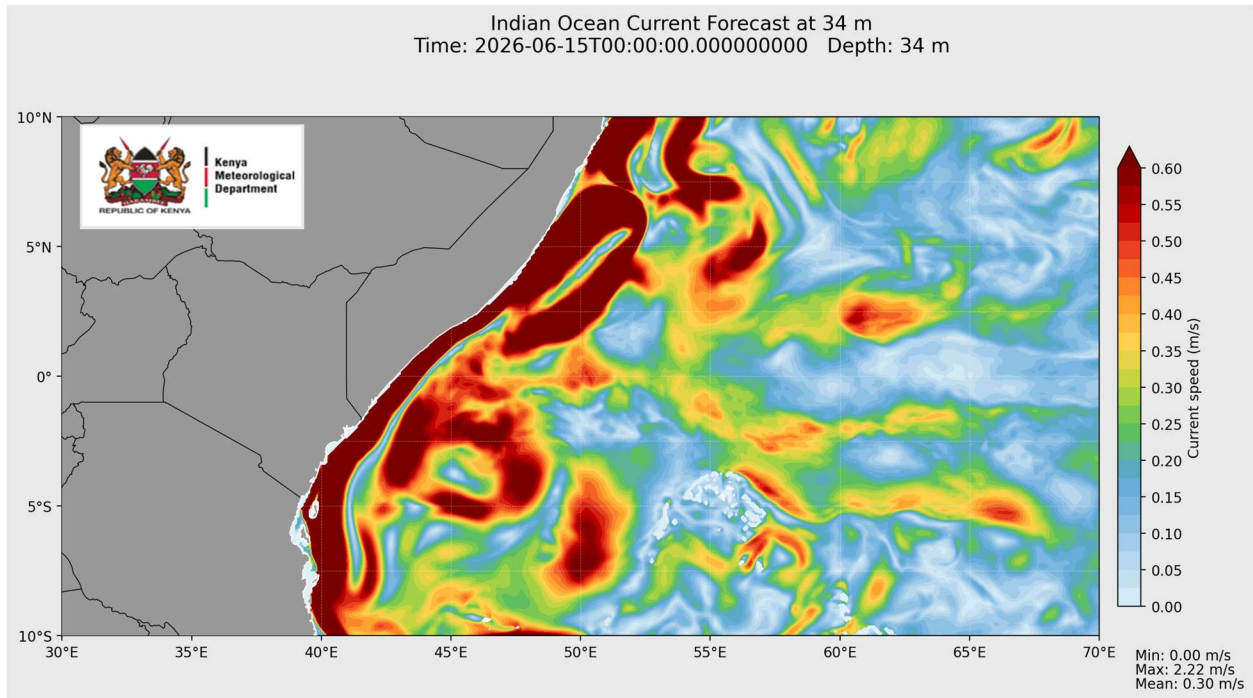 Indian Ocean Current Forecast at 34 m
Time: 2026-06-15T00:00:00.000000000   Depth: 34 m
10°N
5°N
0°
5°S
10°S
30°E
35°E
40°E
45°E
50°E
55°E
60°E
65°E
70°E
Kenya
Meteorological
Department
REPUBLIC OF KENYA
0.60
0.55
0.50
0.45
0.40
0.35
0.30
0.25
0.20
0.15
0.10
0.05
0.00
Current speed (m/s)
Min: 0.00 m/s
Max: 2.22 m/s
Mean: 0.30 m/s